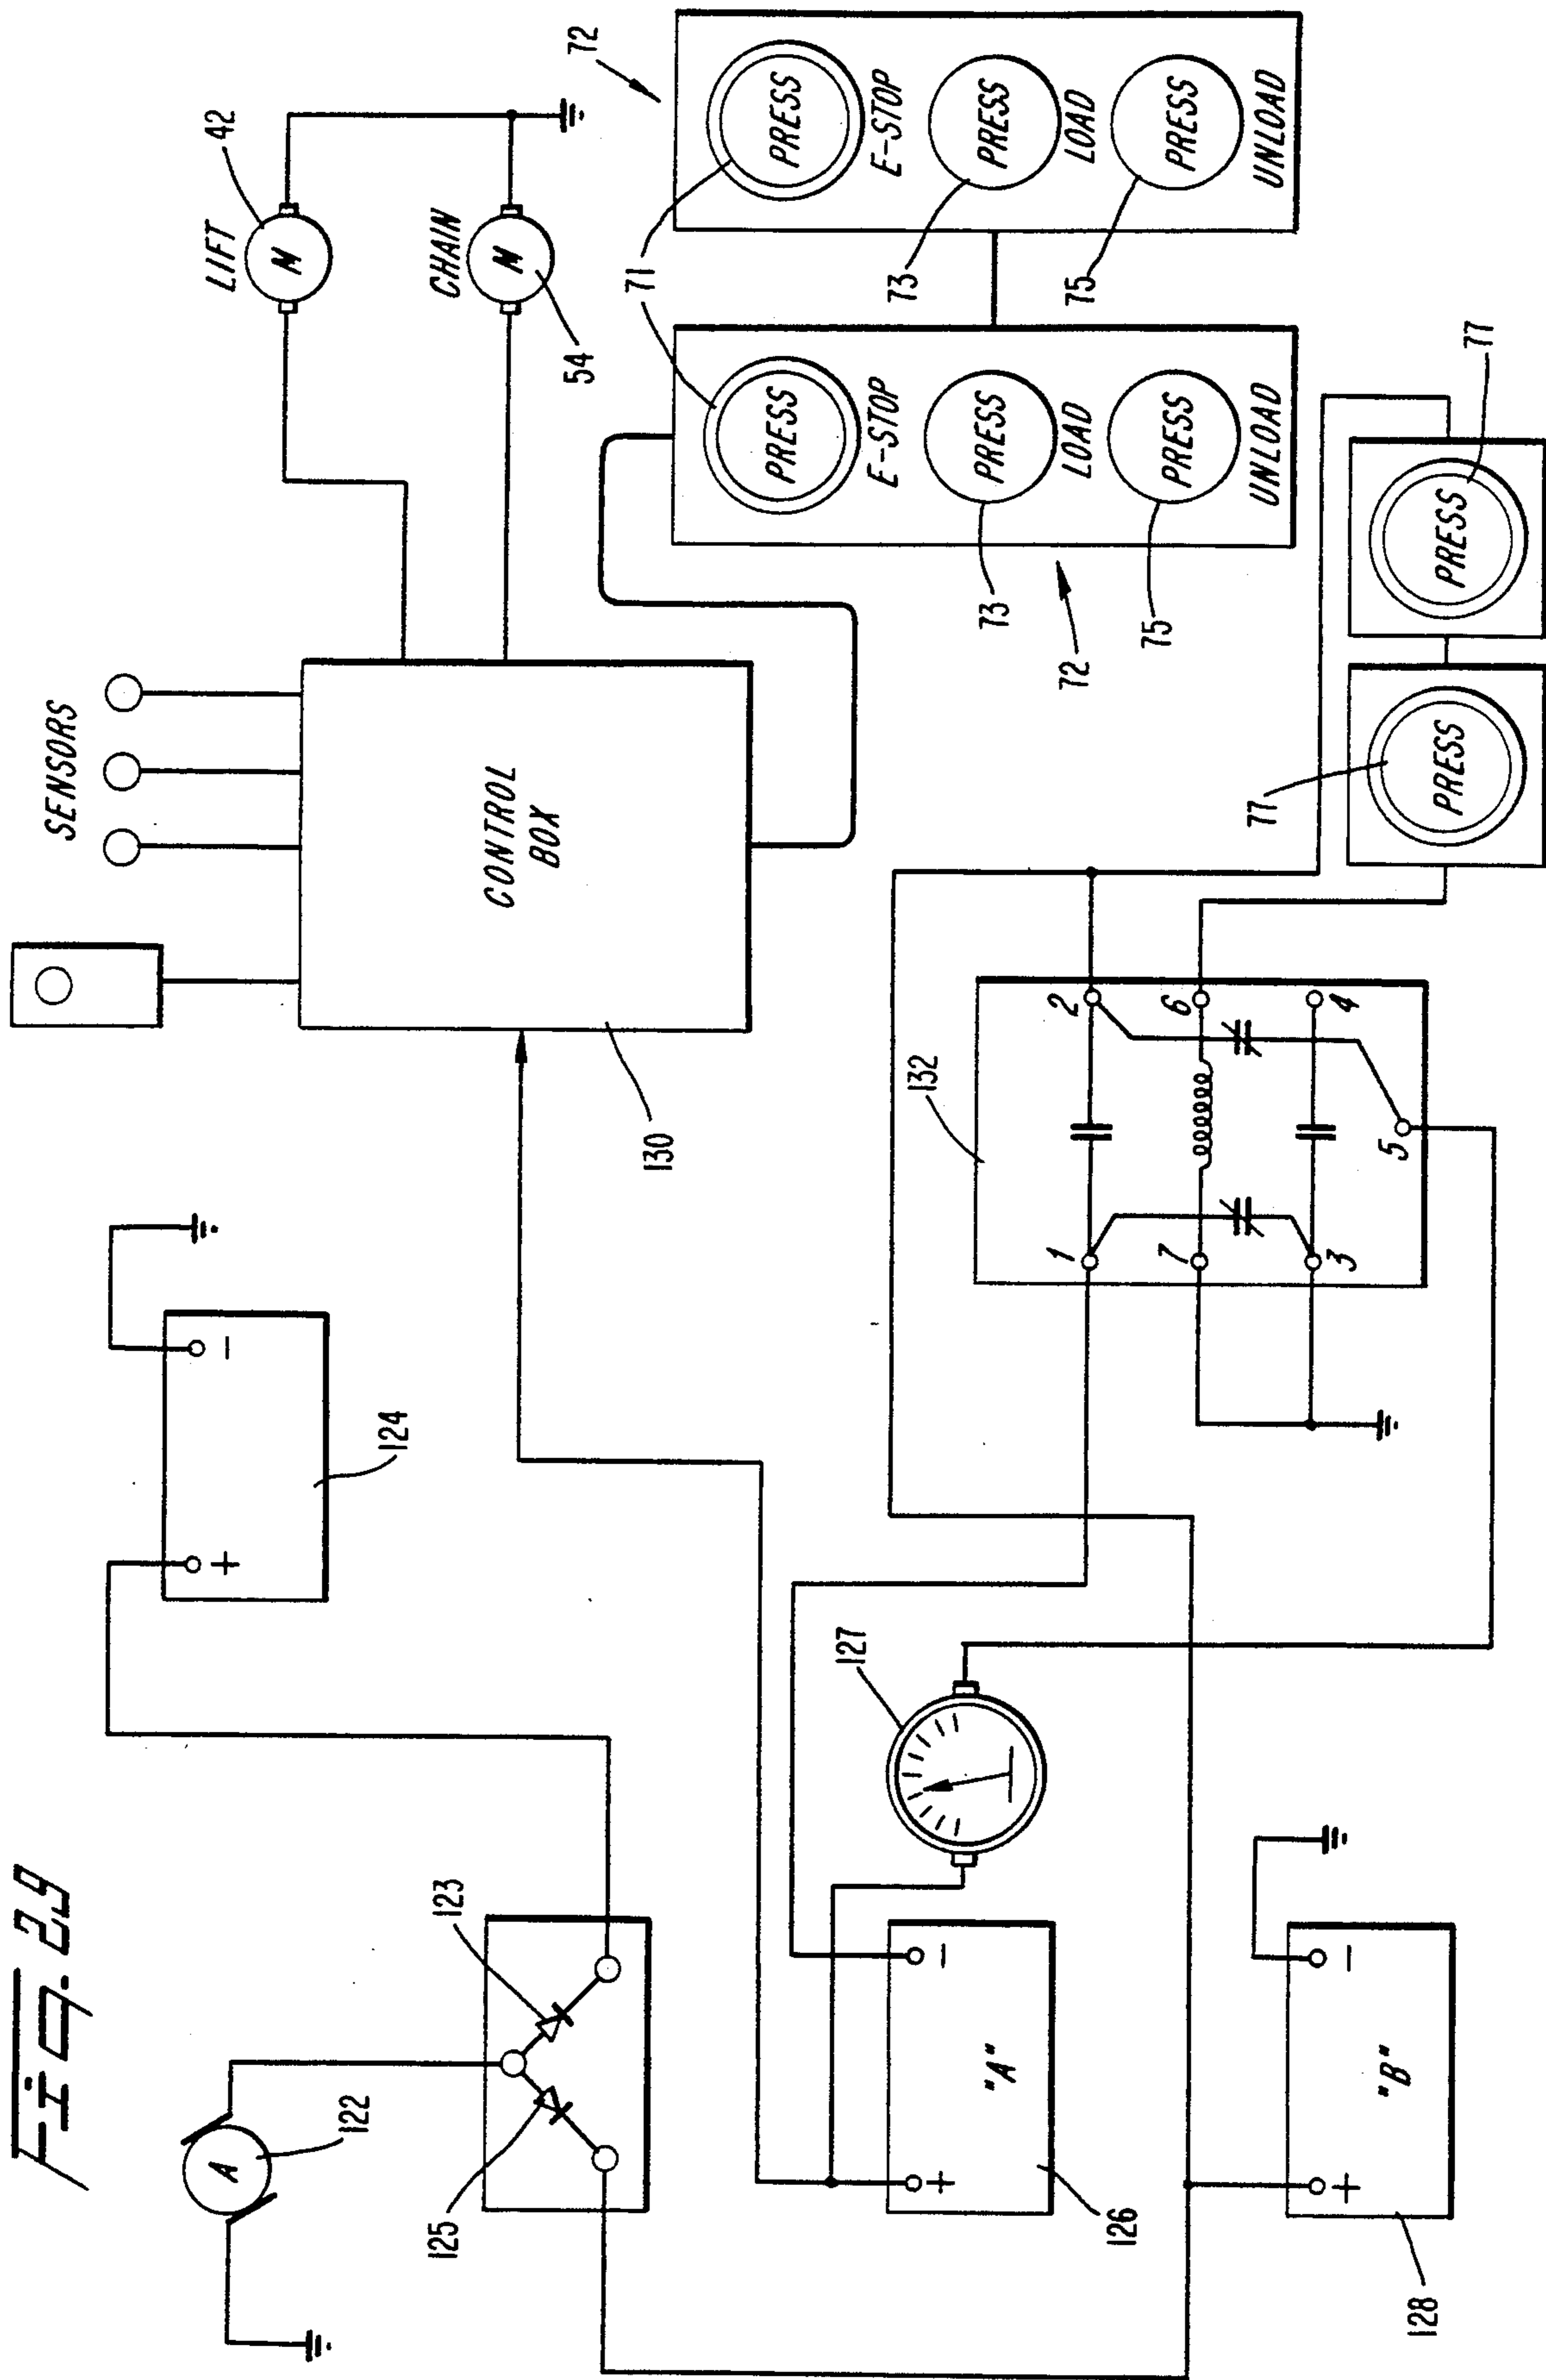 Fig. 29
A
122
123
125
+
-
124
SENSORS
CONTROL
BOX
130
LIFT
M
42
CHAIN
M
54
72
71
PRESS
E-STOP
73
PRESS
LOAD
75
PRESS
UNLOAD
PRESS
E-STOP
73
PRESS
LOAD
75
PRESS
UNLOAD
72
77
PRESS
77
PRESS
127
+
-
"A"
126
+
-
"B"
128
132
1
2
7
6
3
4
5